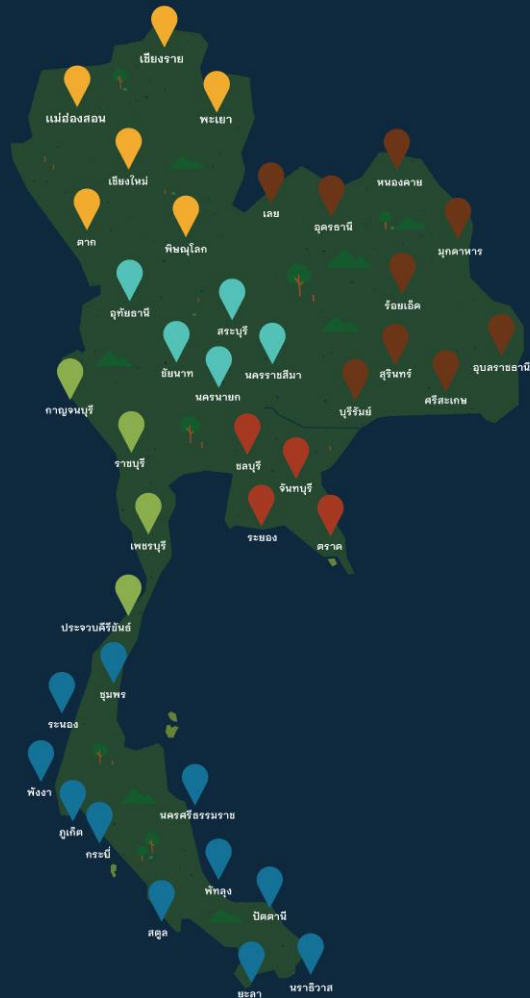 เชียงราย
แม่ฮ่องสอน
พะเยา
เชียงใหม่
หนองคาย
เลย
อุดรธานี
มุกดาหาร
ตาก
พิษณุโลก
อุทัยธานี
สระบุรี
ร้อยเอ็ด
ชัยนาท
นครราชสีมา
นครนายก
สุรินทร์
อุบลราชธานี
ศรีสะเกษ
บุรีรัมย์
กาญจนบุรี
ราชบุรี
ชลบุรี
จันทบุรี
ระยอง
ตราด
เพชรบุรี
ประจวบคีรีขันธ์
ชุมพร
ระนอง
พังงา
ภูเก็ต
กระบี่
นครศรีธรรมราช
พัทลุง
ปัตตานี
สตูล
ยะลา
นราธิวาส